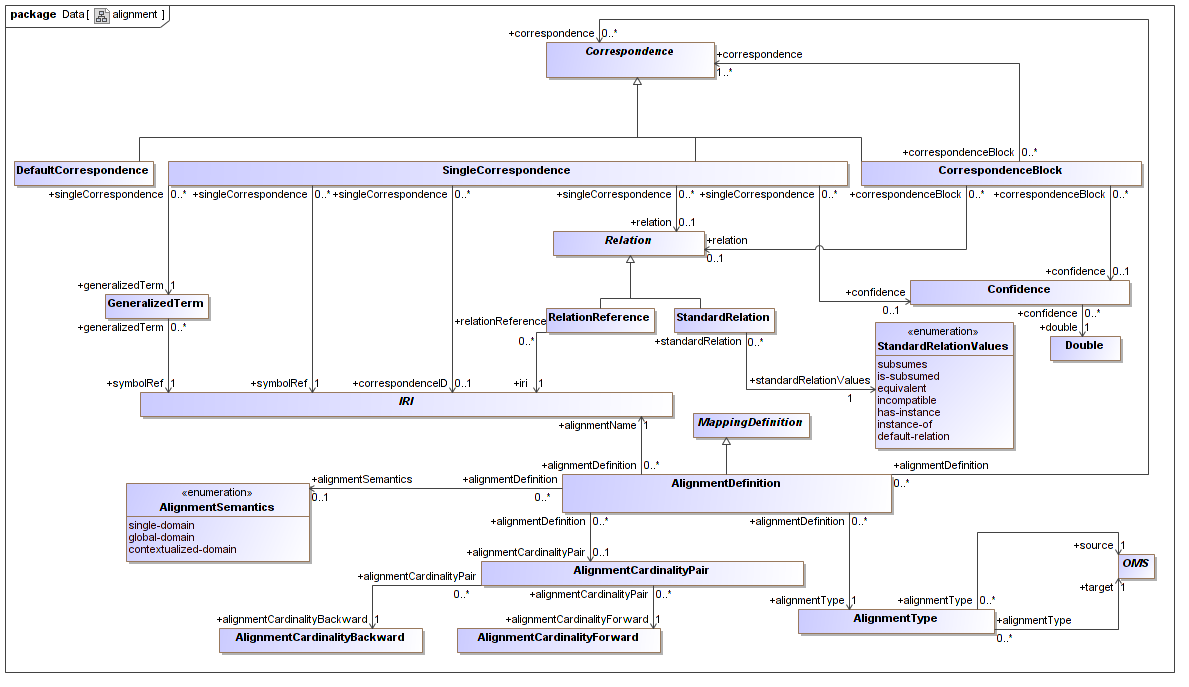 package Data[ alignment ]
+correspondence 0..*
Correspondence
+correspondence
1..*
+correspondenceBlock 0..*
DefaultCorrespondence
SingleCorrespondence
CorrespondenceBlock
+singleCorrespondence 0..*
+singleCorrespondence 0..*
+singleCorrespondence 0..*
+singleCorrespondence 0..*
+singleCorrespondence 0..*
+correspondenceBlock 0..*
+correspondenceBlock 0..*
+relation 0..1
Relation
+relation
0..1
+generalizedTerm 1
+confidence 0..1
+confidence
0..1
Confidence
GeneralizedTerm
+generalizedTerm 0..*
+relationReference
0..*
RelationReference
StandardRelation
+standardRelation 0..*
+confidence 0..*
+double 1
Double
«enumeration»
StandardRelationValues
subsumes
is-subsumed
equivalent
incompatible
has-instance
instance-of
default-relation
+symbolRef 1
+symbolRef 1
+correspondenceID 0..1
+iri 1
+standardRelationValues
1
IRI
+alignmentName 1
MappingDefinition
+alignmentDefinition 0..*
+alignmentDefinition
0..*
+alignmentSemantics
0..1
+alignmentDefinition
0..*
AlignmentDefinition
«enumeration»
AlignmentSemantics
single-domain
global-domain
contextualized-domain
+alignmentDefinition 0..*
+alignmentDefinition 0..*
+alignmentCardinalityPair 0..1
+source 1
OMS
+target 1
+alignmentCardinalityPair
0..*
AlignmentCardinalityPair
+alignmentCardinalityPair 0..*
+alignmentType 1
+alignmentType 0..*
+alignmentCardinalityBackward 1
+alignmentCardinalityForward 1
AlignmentType
+alignmentType
0..*
AlignmentCardinalityBackward
AlignmentCardinalityForward